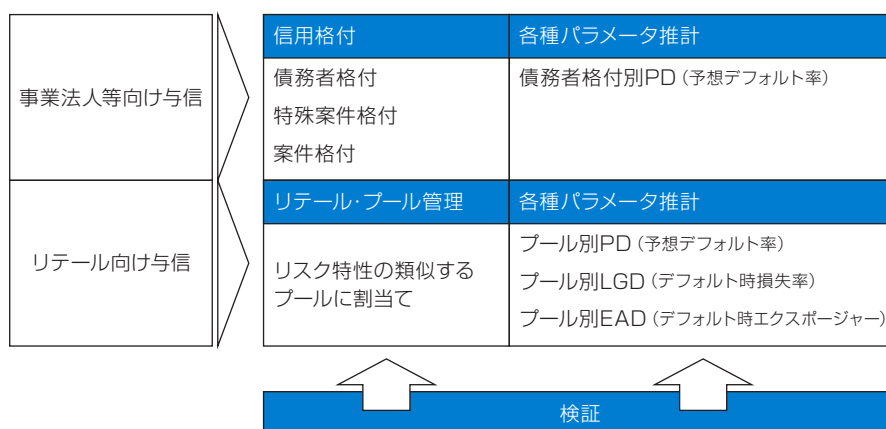 事業法人等向け与信
信用格付
各種パラメータ推計
債務者格付
特殊案件格付
案件格付
債務者格付別PD（予想デフォルト率）
リテール向け与信
リテール・プール管理
各種パラメータ推計
リスク特性の類似する
プールに割当て
プール別PD（予想デフォルト率）
プール別LGD（デフォルト時損失率）
プール別EAD（デフォルト時エクスポージャー）
検証